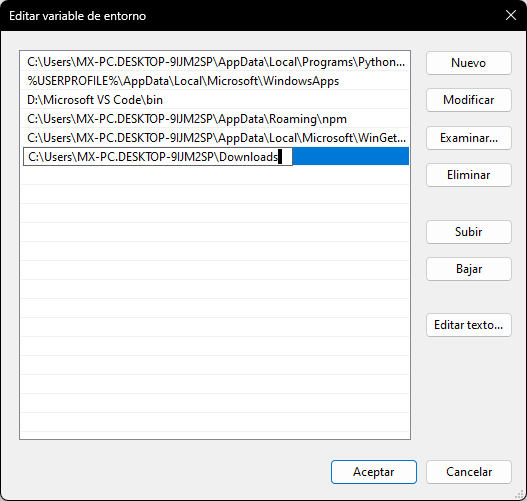 Editar variable de entorno
C:\Users\MX-PC.DESKTOP-9IJM2SP\AppData\Local\Programs\Python...
Nuevo
%USERPROFILE%\AppData\Local\Microsoft\WindowsApps
D:\Microsoft VS Code\bin
Modificar
C:\Users\MX-PC.DESKTOP-9IJM2SP\AppData\Roaming\npm
C:\Users\MX-PC.DESKTOP-9IJM2SP\AppData\Local\Microsoft\WinGet...
Examinar...
C:\Users\MX-PC.DESKTOP-9IJM2SP\Downloads
Eliminar
Subir
Bajar
Editar texto...
Aceptar
Cancelar